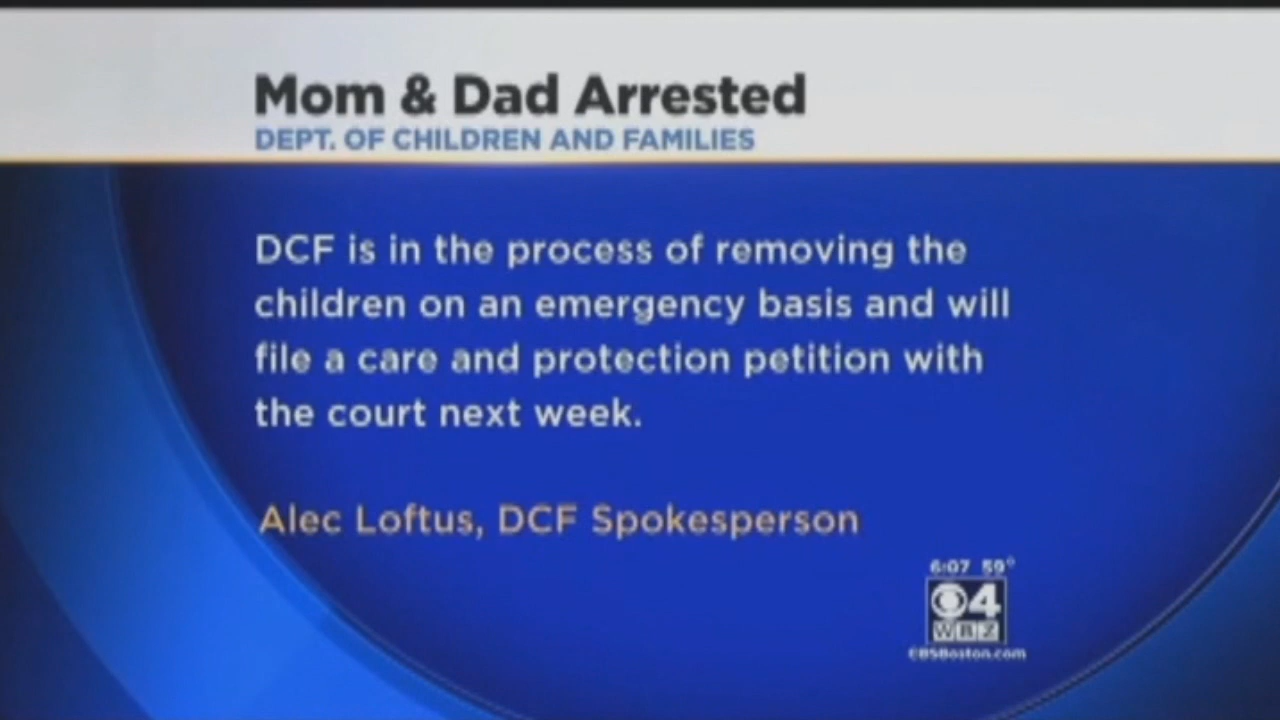 Mom & Dad Arrested
DEPT. OF CHILDREN AND FAMILIES
DCF is in the process of removing the
children on an emergency basis and will
file a care and protection petition with
the court next week.
Alec Loftus, DCF Spokesperson
6:07 59°
4
WBZ
CBSBoston.com